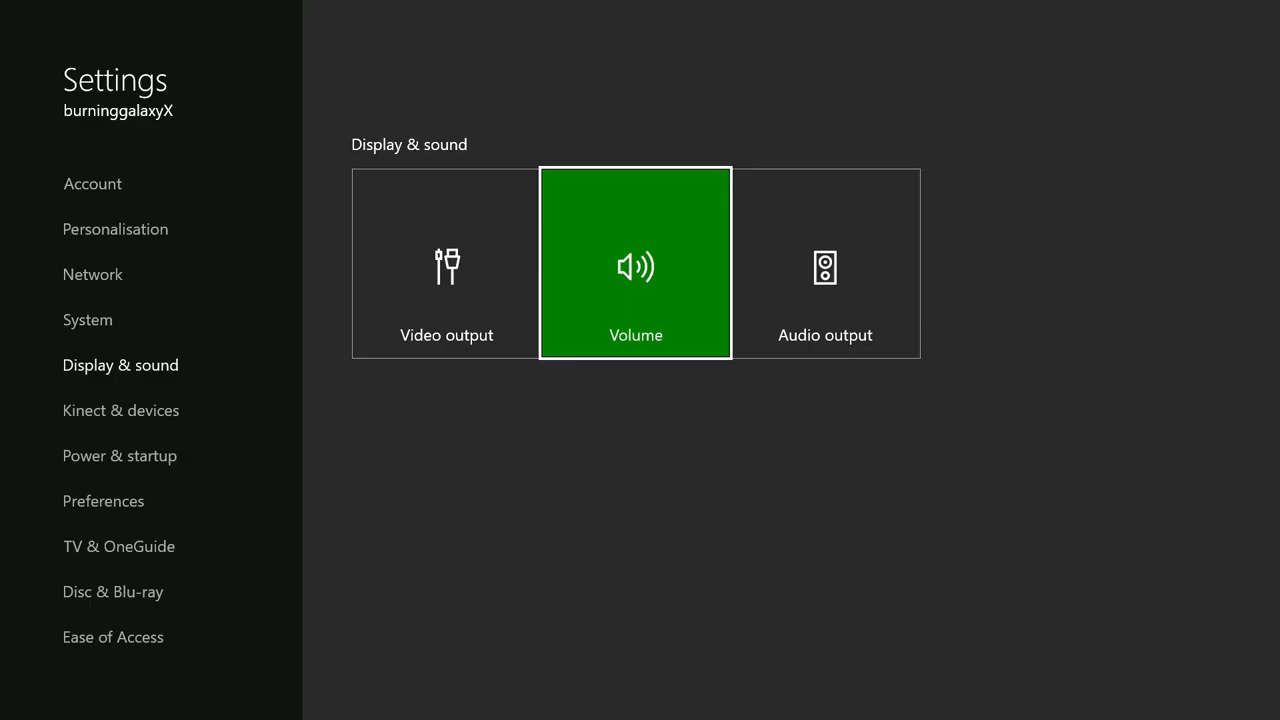 Settings
burninggalaxyX
Account
Personalisation
Network
System
Display & sound
Kinect & devices
Power & startup
Preferences
TV & OneGuide
Disc & Blu-ray
Ease of Access
Display & sound
Video output
Volume
Audio output